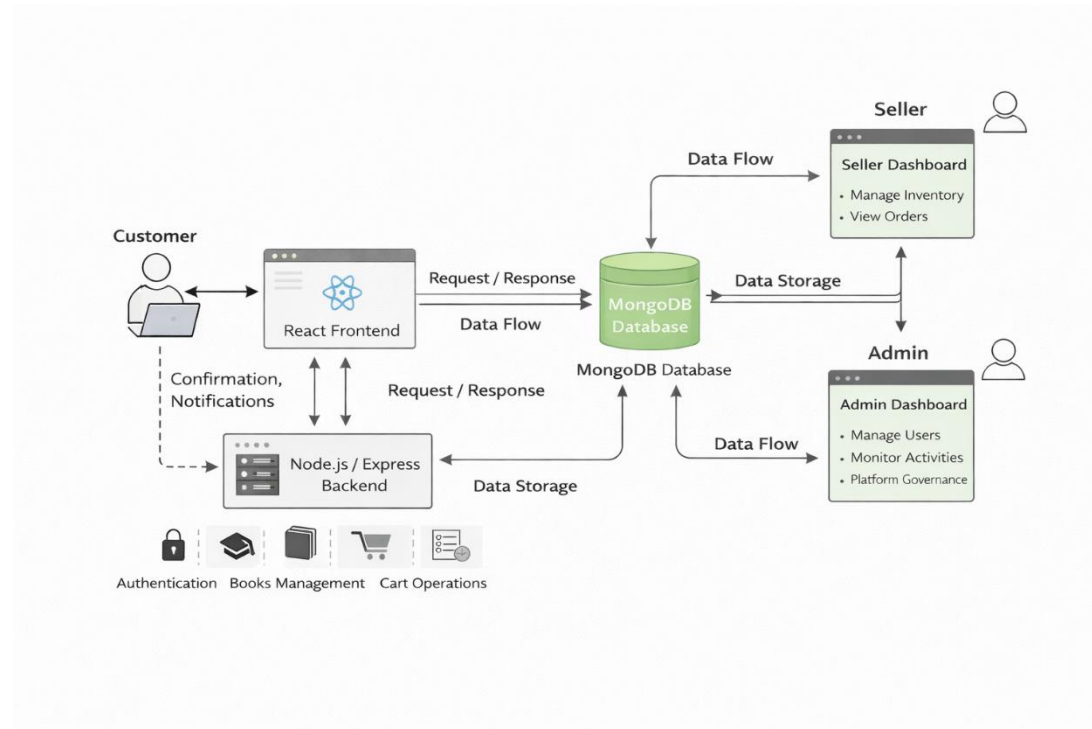 Seller
Data Flow
Seller Dashboard
• Manage Inventory
• View Orders
Customer
React Frontend
Request / Response
Data Flow
MongoDB
Database
MongoDB Database
Data Storage
Admin
Admin Dashboard
• Manage Users
• Monitor Activities
• Platform Governance
Data Flow
Confirmation,
Notifications
Request / Response
Node.js / Express
Backend
Data Storage
Authentication
Books Management
Cart Operations